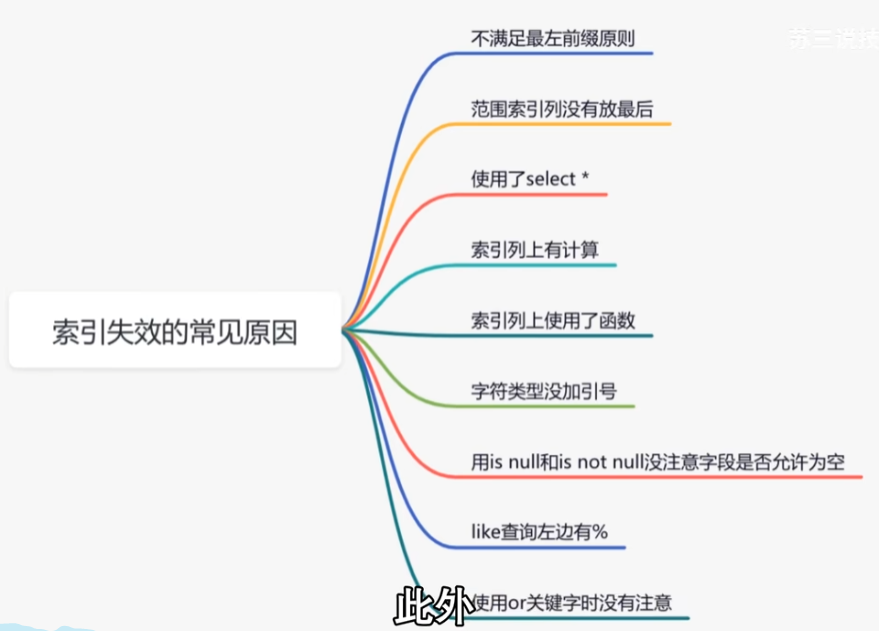 苏三说技
不满足最左前缀原则
范围索引列没有放最后
使用了select *
索引列上有计算
索引失效的常见原因
索引列上使用了函数
字符类型没加引号
用is null和is not null没注意字段是否允许为空
like查询左边有%
使用or关键字时没有注意
此外